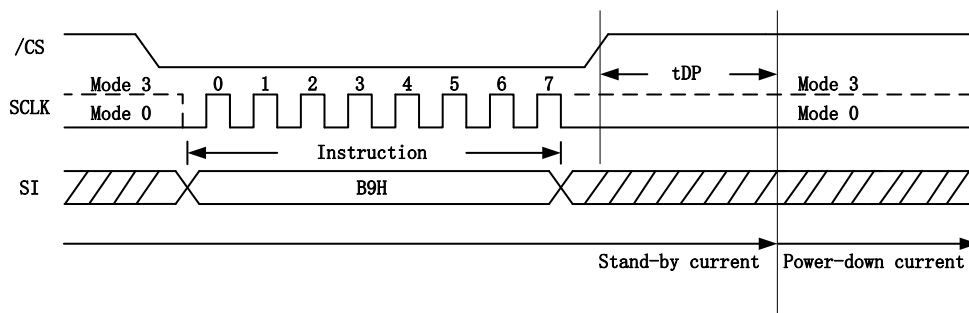 /CS
tDP
Mode 3 0 1 2 3 4 5 6 7 Mode 3
SCLK
Mode 0 Mode 0
Instruction
SI B9H
Stand-by current Power-down current